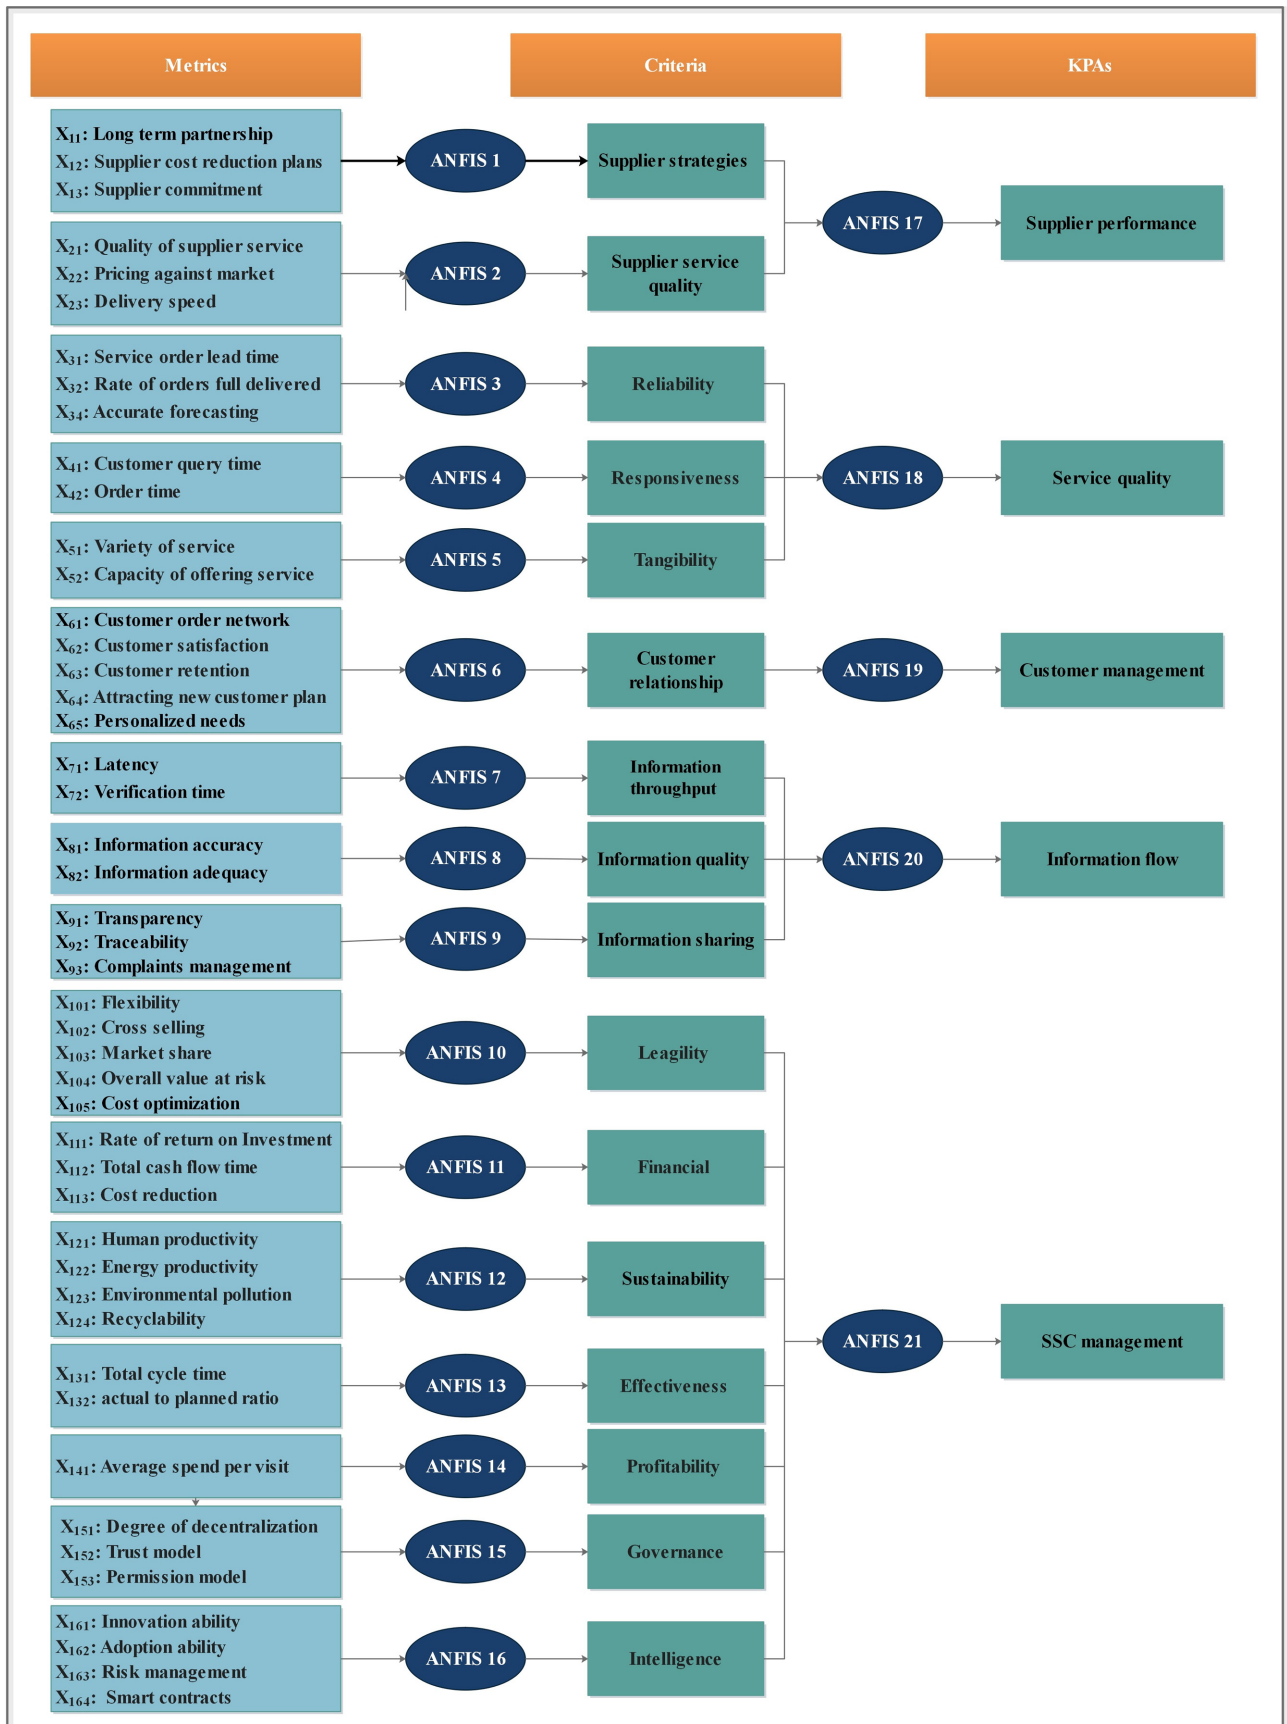 Metrics
Criteria
KPAs
X11: Long term partnership
X12: Supplier cost reduction plans
X13: Supplier commitment
ANFIS 1
Supplier strategies
ANFIS 17
Supplier performance
X21: Quality of supplier service
X22: Pricing against market
X23: Delivery speed
ANFIS 2
Supplier service
quality
X31: Service order lead time
X32: Rate of orders full delivered
X34: Accurate forecasting
ANFIS 3
Reliability
X41: Customer query time
X42: Order time
ANFIS 4
Responsiveness
ANFIS 18
Service quality
X51: Variety of service
X52: Capacity of offering service
ANFIS 5
Tangibility
X61: Customer order network
X62: Customer satisfaction
X63: Customer retention
X64: Attracting new customer plan
X65: Personalized needs
ANFIS 6
Customer
relationship
ANFIS 19
Customer management
X71: Latency
X72: Verification time
ANFIS 7
Information
throughput
X81: Information accuracy
X82: Information adequacy
ANFIS 8
Information quality
ANFIS 20
Information flow
X91: Transparency
X92: Traceability
X93: Complaints management
ANFIS 9
Information sharing
X101: Flexibility
X102: Cross selling
X103: Market share
X104: Overall value at risk
X105: Cost optimization
ANFIS 10
Leagility
X111: Rate of return on Investment
X112: Total cash flow time
X113: Cost reduction
ANFIS 11
Financial
X121: Human productivity
X122: Energy productivity
X123: Environmental pollution
X124: Recyclability
ANFIS 12
Sustainability
ANFIS 21
SSC management
X131: Total cycle time
X132: actual to planned ratio
ANFIS 13
Effectiveness
X141: Average spend per visit
ANFIS 14
Profitability
X151: Degree of decentralization
X152: Trust model
X153: Permission model
ANFIS 15
Governance
X161: Innovation ability
X162: Adoption ability
X163: Risk management
X164: Smart contracts
ANFIS 16
Intelligence